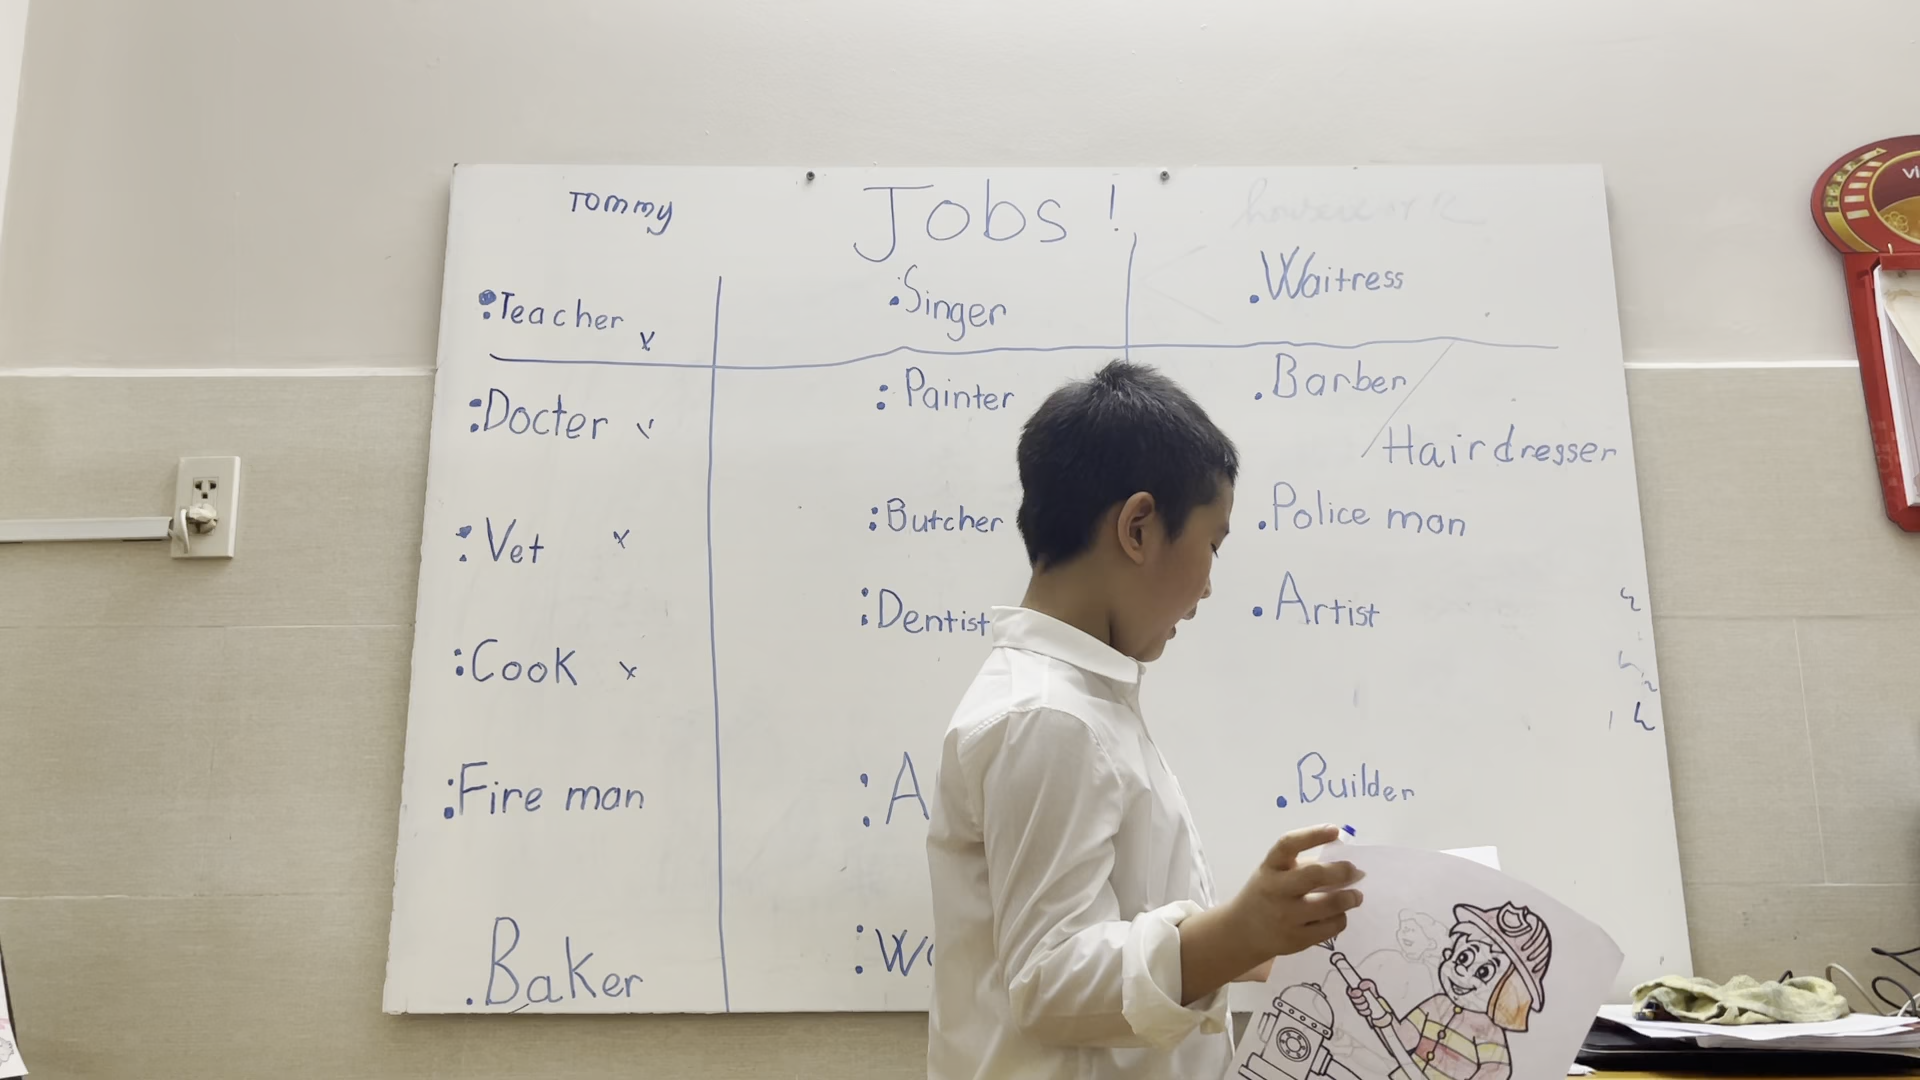 Tommy
Jobs!
Teacher x
Docter
Vet x
Cook x
Fire man
Baker
Singer
Painter
Butcher
Dentist
Waitress
Barber / Hairdresser
Police man
Artist
Builder